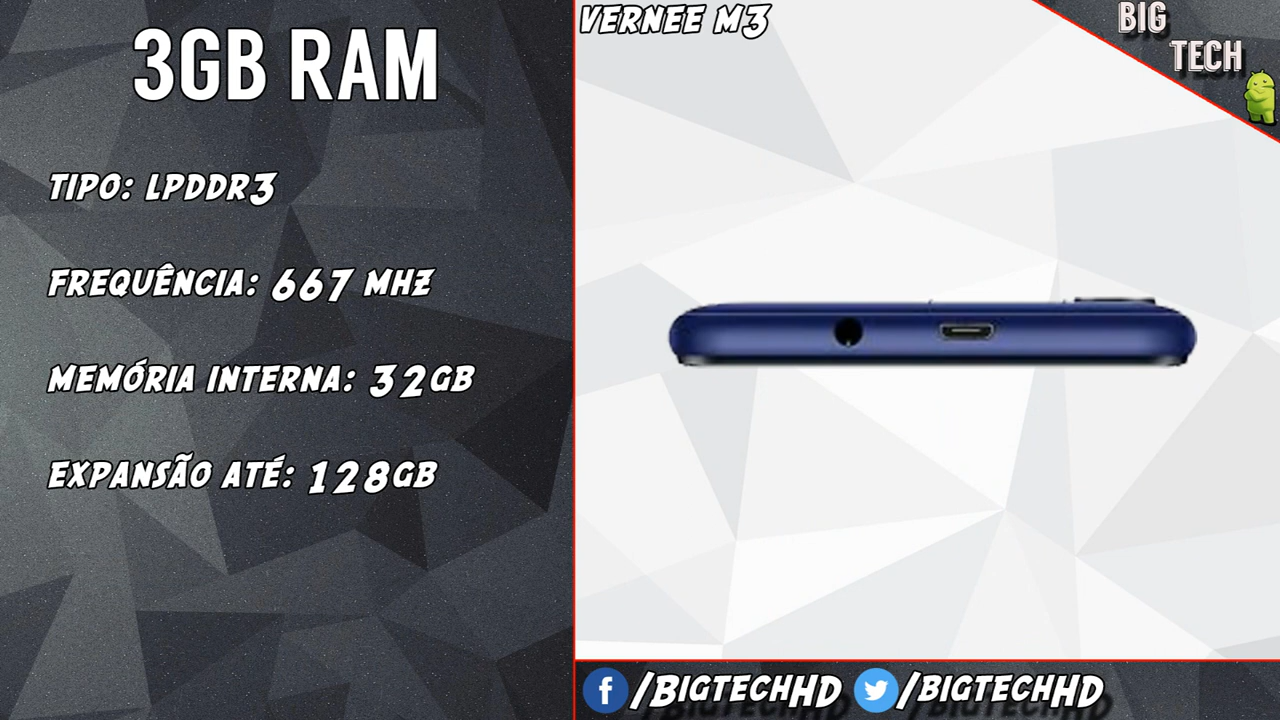 3GB RAM
TIPO: LPDDR3
FREQUÊNCIA: 667 MHZ
MEMÓRIA INTERNA: 32GB
EXPANSÃO ATÉ: 128GB
VERNEE M3
BIG
TECH
f /BIGTECHHD /BIGTECHHD